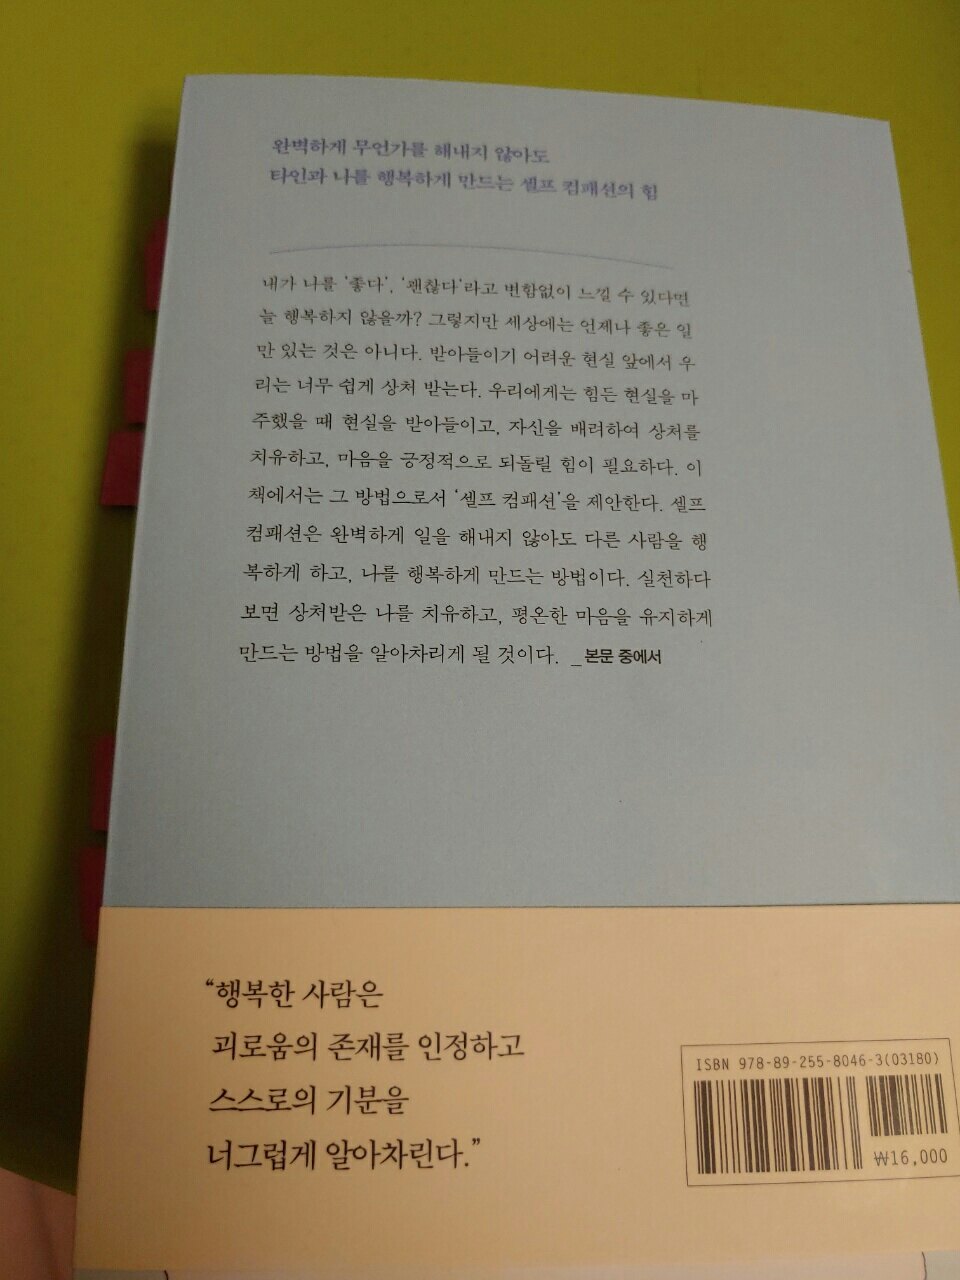 완벽하게 무언가를 해내지 않아도
타인과 나를 행복하게 만드는 셀프 컴패션의 힘
내가 나를 '좋다', '괜찮다'라고 변함없이 느낄 수 있다면
늘 행복하지 않을까? 그렇지만 세상에는 언제나 좋은 일
만 있는 것은 아니다. 받아들이기 어려운 현실 앞에서 우
리는 너무 쉽게 상처 받는다. 우리에게는 힘든 현실을 마
주했을 때 현실을 받아들이고, 자신을 배려하여 상처를
치유하고, 마음을 긍정적으로 되돌릴 힘이 필요하다. 이
책에서는 그 방법으로서 '셀프 컴패션'을 제안한다. 셀프
컴패션은 완벽하게 일을 해내지 않아도 다른 사람을 행
복하게 하고, 나를 행복하게 만드는 방법이다. 실천하다
보면 상처받은 나를 치유하고, 평온한 마음을 유지하게
만드는 방법을 알아차리게 될 것이다. _본문 중에서
"행복한 사람은
괴로움의 존재를 인정하고
스스로의 기분을
너그럽게 알아차린다."
ISBN 978-89-255-8046-3(03180)
₩16,000